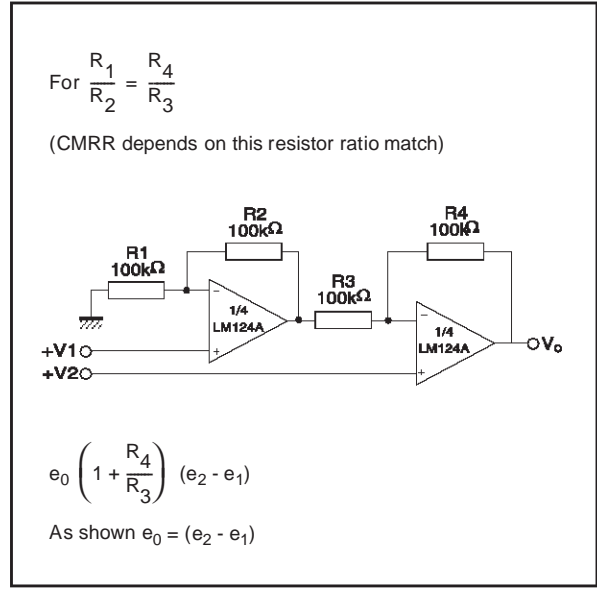 For R1/R2 = R4/R3
(CMRR depends on this resistor ratio match)
R2
100kΩ
R4
100kΩ
R1
100kΩ
R3
100kΩ
-
1/4
LM124A
+
-
1/4
LM124A
+
+V1
+V2
Vo
e0 (1 + R4/R3) (e2 - e1)
As shown e0 = (e2 - e1)